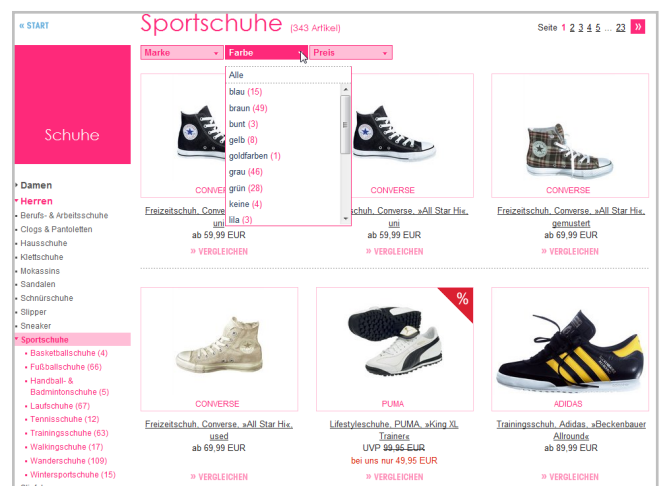 « START
Sportschuhe (343 Artikel)
Seite 1 2 3 4 5 ... 23 »
Marke
Farbe
Preis
Alle
blau (15)
braun (49)
bunt (3)
gelb (8)
goldfarben (1)
grau (46)
grün (28)
keine (4)
lila (3)
Schuhe
Damen
Herren
Berufs- & Arbeitsschuhe
Clogs & Pantoletten
Hausschuhe
Klettschuhe
Mokassins
Sandalen
Schnürschuhe
Slipper
Sneaker
Sportschuhe
Basketballschuhe (4)
Fußballschuhe (66)
Handball- &
Badmintonschuhe (5)
Laufschuhe (67)
Tennisschuhe (12)
Trainingsschuhe (63)
Walkingschuhe (17)
Wanderschuhe (109)
Wintersportschuhe (15)
CONVE
Freizeitschuh, Conve
uni
ab 59,99 EUR
» VERGLEICHEN
CONVERSE
schuh, Converse, »All Star Hi«,
uni
ab 59,99 EUR
» VERGLEICHEN
CONVERSE
Freizeitschuh, Converse, »All Star Hi«,
gemustert
ab 69,99 EUR
» VERGLEICHEN
CONVERSE
Freizeitschuh, Converse, »All Star Hi«,
used
ab 69,99 EUR
» VERGLEICHEN
%
PUMA
Lifestyleschuhe, PUMA, »King XL
Trainer«
UVP 99,95 EUR
bei uns nur 49,95 EUR
» VERGLEICHEN
ADIDAS
Trainingsschuh, Adidas, »Beckenbauer
Allround«
ab 89,99 EUR
» VERGLEICHEN